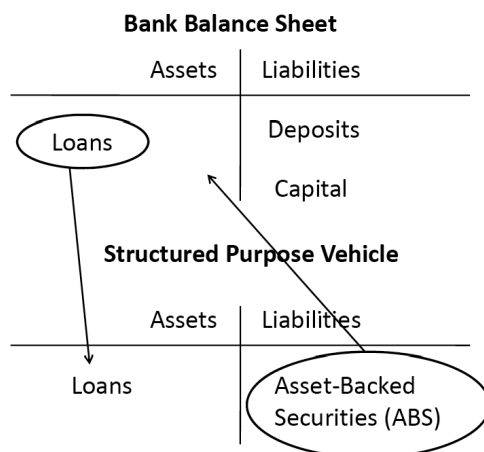 Bank Balance Sheet
Assets Liabilities
Loans
Deposits
Capital
Structured Purpose Vehicle
Assets Liabilities
Loans
Asset-Backed
Securities (ABS)